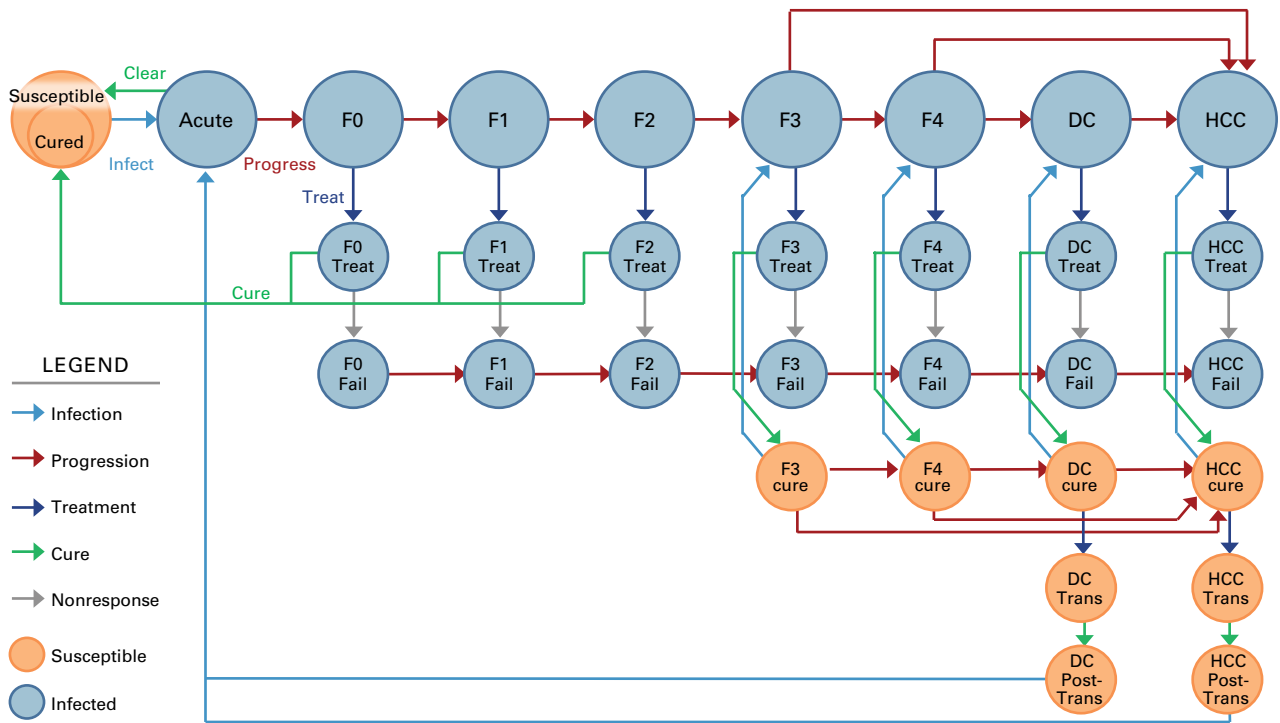 Clear
Susceptible
Cured
Acute
F0
F1
F2
F3
F4
DC
HCC
Infect
Progress
Treat
F0
Treat
F1
Treat
F2
Treat
F3
Treat
F4
Treat
DC
Treat
HCC
Treat
Cure
F0
Fail
F1
Fail
F2
Fail
F3
Fail
F4
Fail
DC
Fail
HCC
Fail
F3
cure
F4
cure
DC
cure
HCC
cure
DC
Trans
HCC
Trans
DC
Post-
Trans
HCC
Post-
Trans
LEGEND
Infection
Progression
Treatment
Cure
Nonresponse
Susceptible
Infected